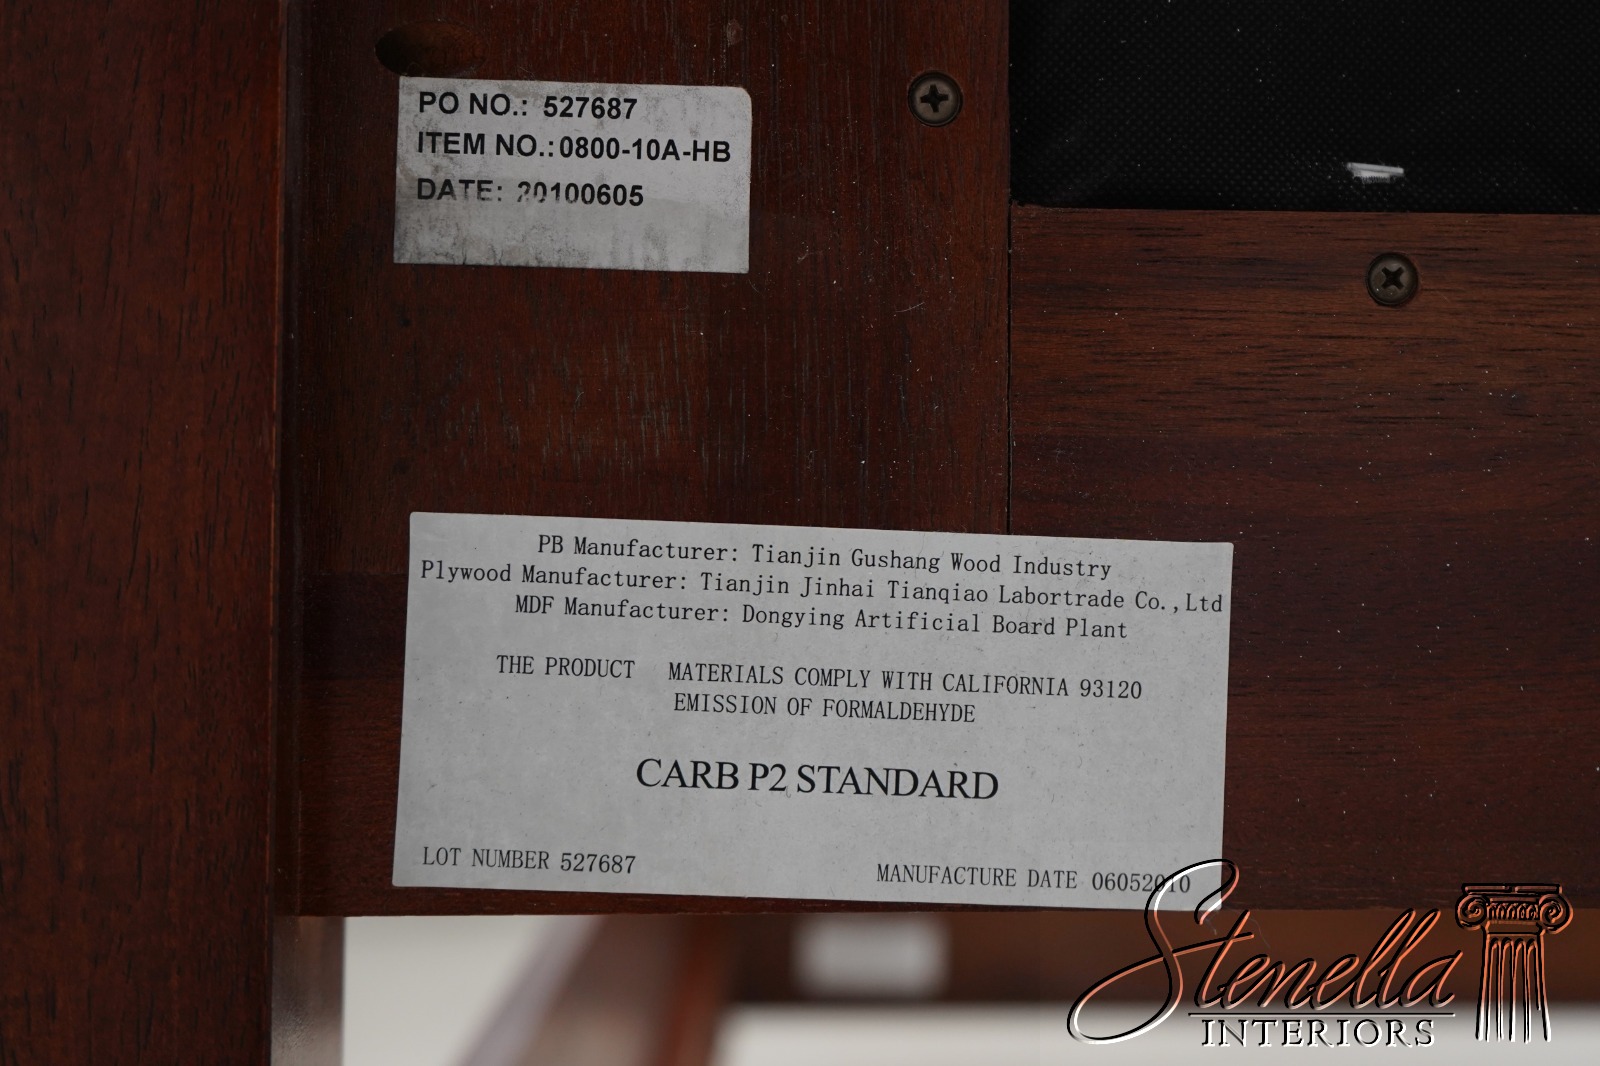 PO NO.: 527687
ITEM NO.:0800-10A-HB
DATE: 20100605
PB Manufacturer: Tianjin Gushang Wood Industry
Plywood Manufacturer: Tianjin Jinhai Tianqiao Labortrade Co.,Ltd
MDF Manufacturer: Dongying Artificial Board Plant
THE PRODUCT MATERIALS COMPLY WITH CALIFORNIA 93120
EMISSION OF FORMALDEHYDE
CARB P2 STANDARD
LOT NUMBER 527687
MANUFACTURE DATE 06052010
Stenella
INTERIORS